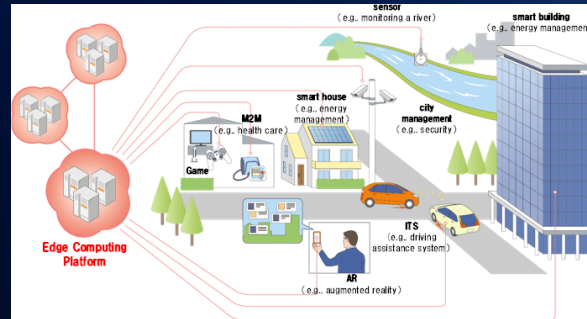 sensor
(e.g., monitoring a river)
smart building
(e.g., energy management)
smart house
(e.g., energy
management)
M2M
(e.g., health care)
city
management
(e.g., security)
Game
Edge Computing
Platform
ITS
(e.g., driving
assistance system)
AR
(e.g., augmented reality)